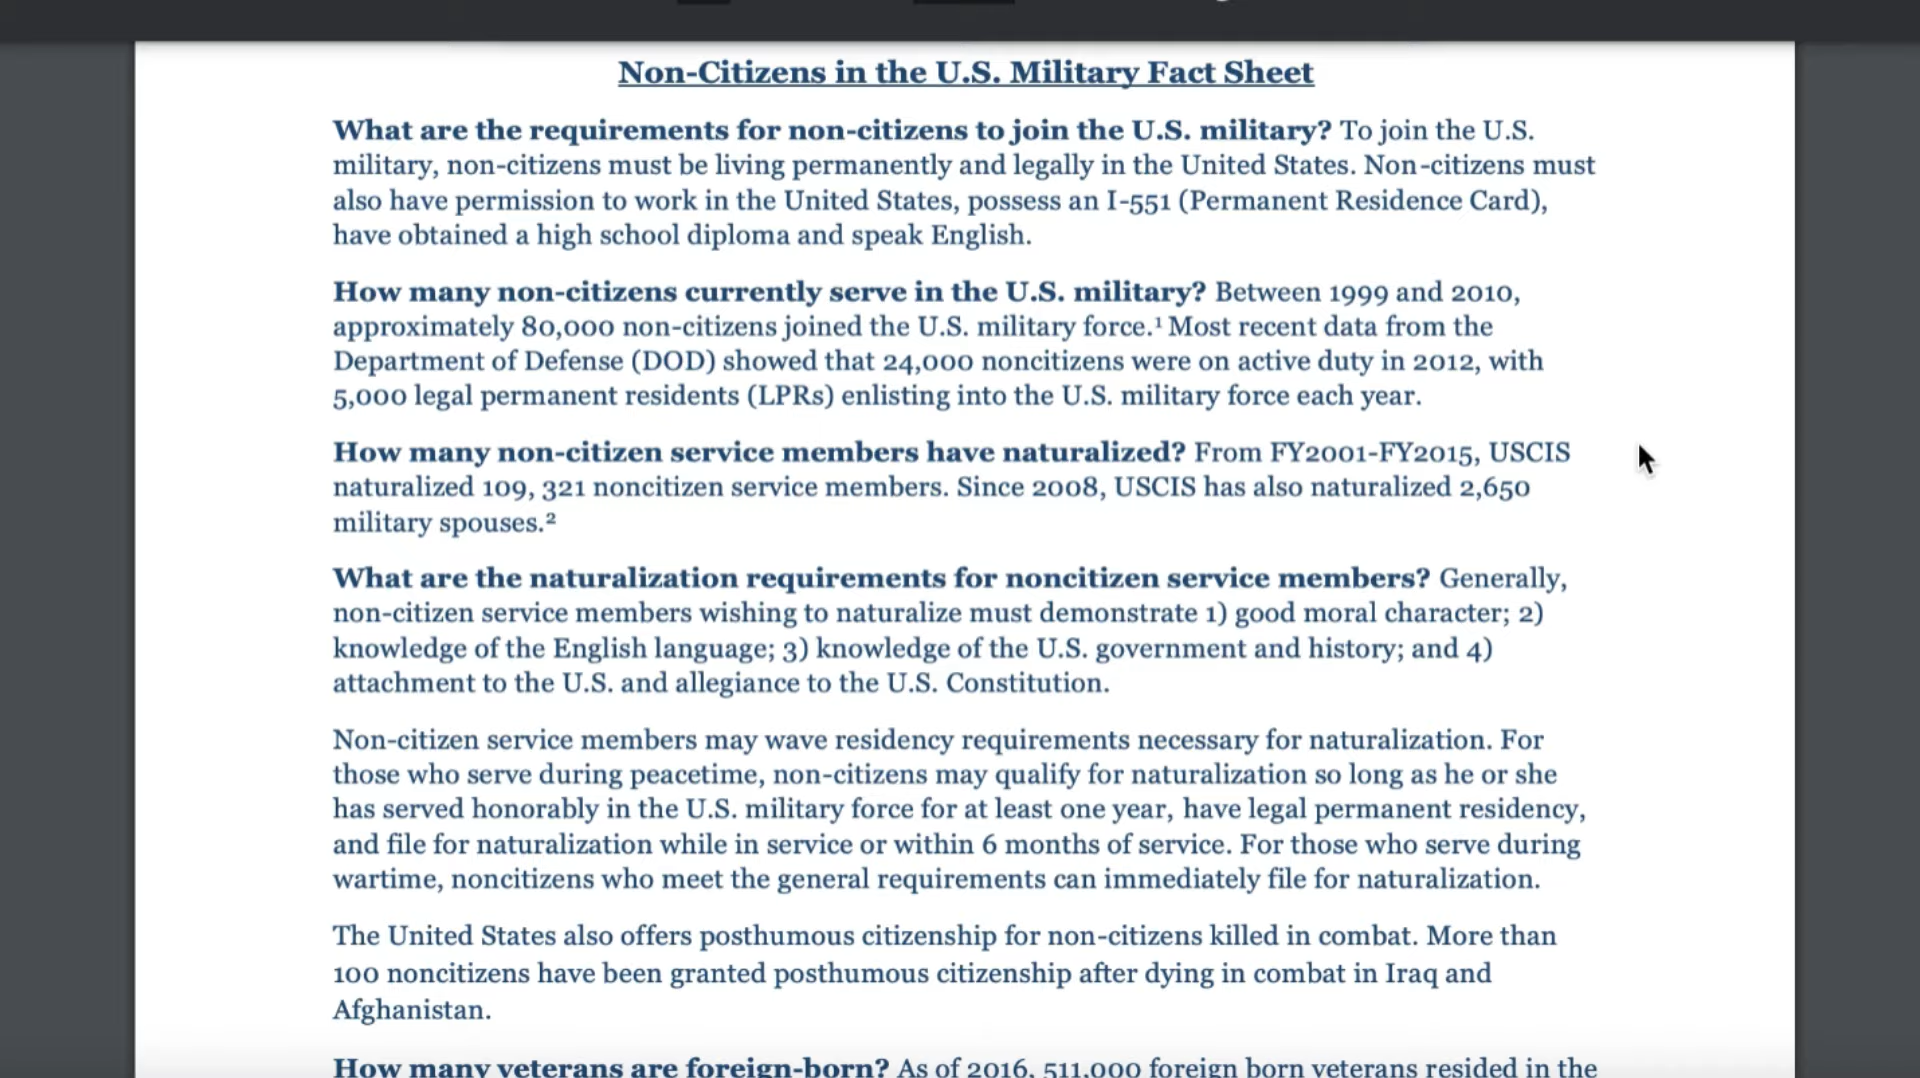 Non-Citizens in the U.S. Military Fact Sheet
What are the requirements for non-citizens to join the U.S. military? To join the U.S.
military, non-citizens must be living permanently and legally in the United States. Non-citizens must
also have permission to work in the United States, possess an I-551 (Permanent Residence Card),
have obtained a high school diploma and speak English.
How many non-citizens currently serve in the U.S. military? Between 1999 and 2010,
approximately 80,000 non-citizens joined the U.S. military force.¹ Most recent data from the
Department of Defense (DOD) showed that 24,000 noncitizens were on active duty in 2012, with
5,000 legal permanent residents (LPRs) enlisting into the U.S. military force each year.
How many non-citizen service members have naturalized? From FY2001-FY2015, USCIS
naturalized 109, 321 noncitizen service members. Since 2008, USCIS has also naturalized 2,650
military spouses.²
What are the naturalization requirements for noncitizen service members? Generally,
non-citizen service members wishing to naturalize must demonstrate 1) good moral character; 2)
knowledge of the English language; 3) knowledge of the U.S. government and history; and 4)
attachment to the U.S. and allegiance to the U.S. Constitution.
Non-citizen service members may wave residency requirements necessary for naturalization. For
those who serve during peacetime, non-citizens may qualify for naturalization so long as he or she
has served honorably in the U.S. military force for at least one year, have legal permanent residency,
and file for naturalization while in service or within 6 months of service. For those who serve during
wartime, noncitizens who meet the general requirements can immediately file for naturalization.
The United States also offers posthumous citizenship for non-citizens killed in combat. More than
100 noncitizens have been granted posthumous citizenship after dying in combat in Iraq and
Afghanistan.
How many veterans are foreign-born? As of 2016, 511,000 foreign born veterans resided in the